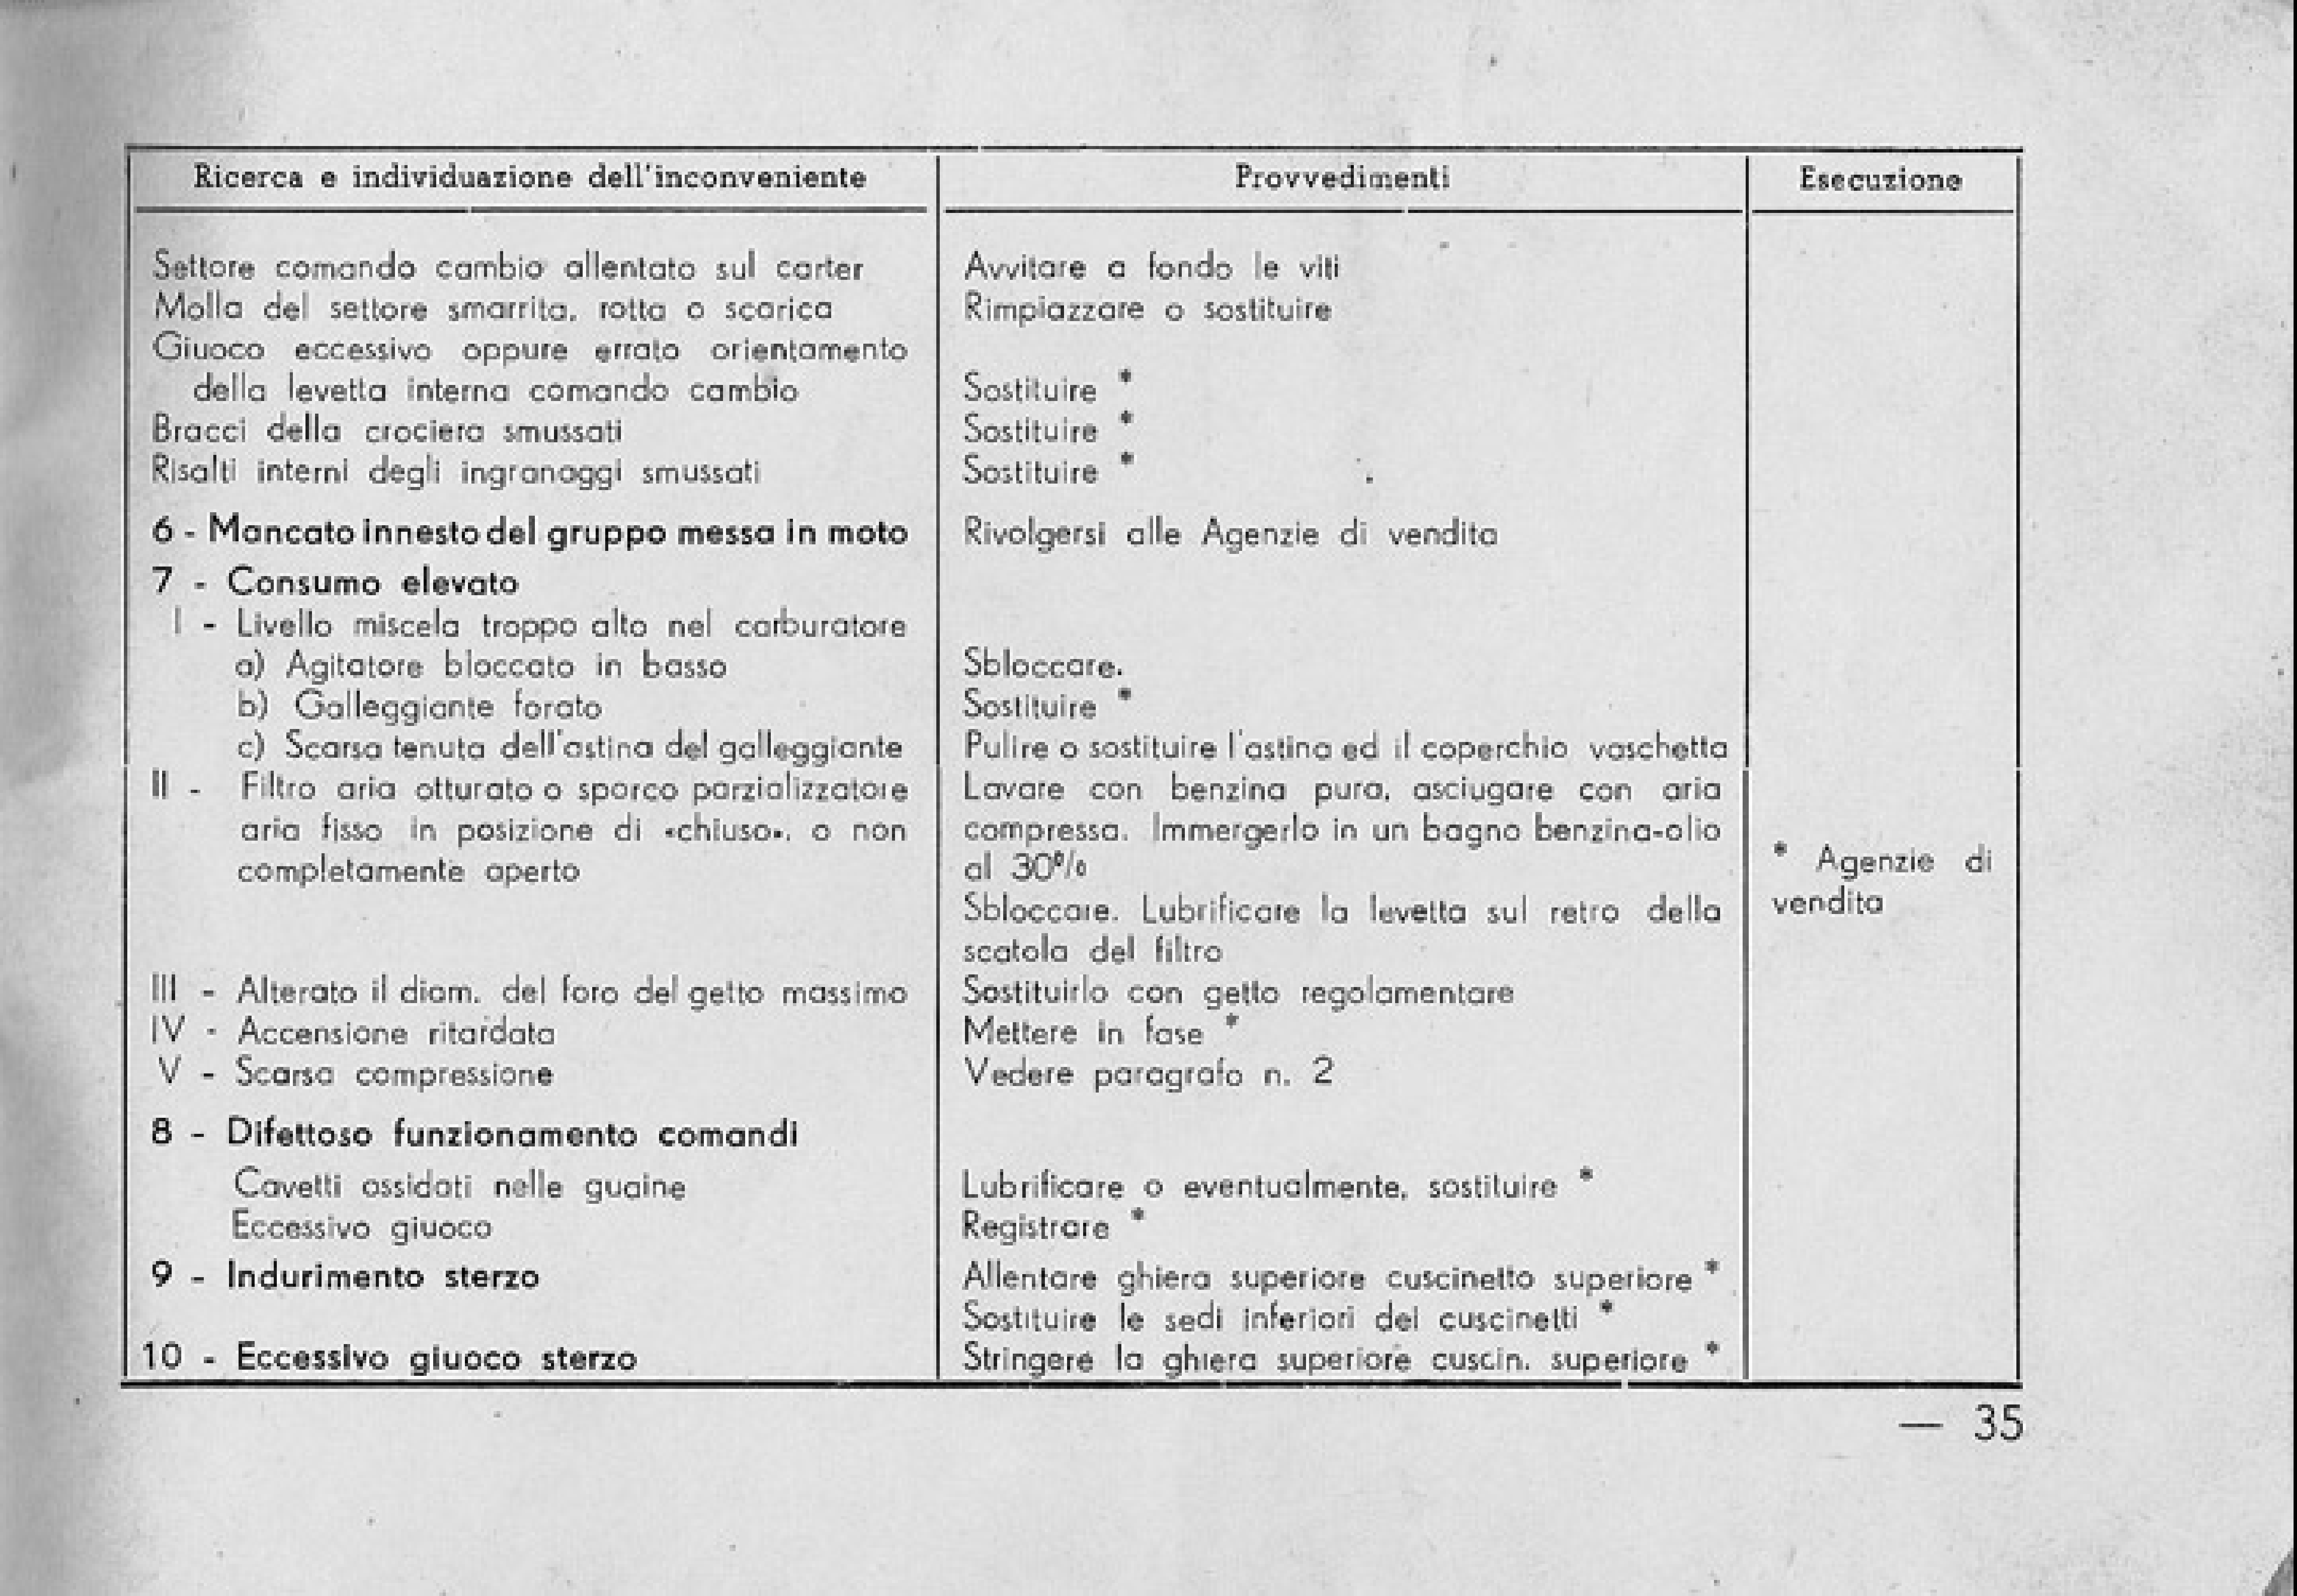 Ricerca e individuazione dell'inconveniente
Provvedimenti
Esecuzione
Settore comando cambio allentato sul carter
Avvitare a fondo le viti
Molla del settore smarrita, rotta o scarica
Rimpiazzare o sostituire
Giuoco eccessivo oppure errato orientamento
della levetta interna comando cambio
Sostituire *
Bracci della crociera smussati
Sostituire *
Risalti interni degli ingranaggi smussati
Sostituire *
6 - Mancato innesto del gruppo messa in moto
Rivolgersi alle Agenzie di vendita
7 - Consumo elevato
I - Livello miscela troppo alto nel carburatore
a) Agitatore bloccato in basso
Sbloccare.
b) Galleggiante forato
Sostituire *
c) Scarsa tenuta dell'astina del galleggiante
Pulire o sostituire l'astina ed il coperchio vaschetta
II - Filtro aria otturato o sporco parzializzatore
Lavare con benzina pura, asciugare con aria
aria fisso in posizione di «chiuso», o non
compressa. Immergerlo in un bagno benzina-olio
completamente aperto
al 30%
* Agenzie di
vendita
Sbloccare. Lubrificare la levetta sul retro della
scatola del filtro
III - Alterato il diam. del foro del getto massimo
Sostituirlo con getto regolamentare
IV - Accensione ritardata
Mettere in fase *
V - Scarsa compressione
Vedere paragrafo n. 2
8 - Difettoso funzionamento comandi
Cavetti ossidati nelle guaine
Lubrificare o eventualmente, sostituire *
Eccessivo giuoco
Registrare *
9 - Indurimento sterzo
Allentare ghiera superiore cuscinetto superiore *
Sostituire le sedi inferiori dei cuscinetti *
10 - Eccessivo giuoco sterzo
Stringere la ghiera superiore cuscin. superiore *
— 35